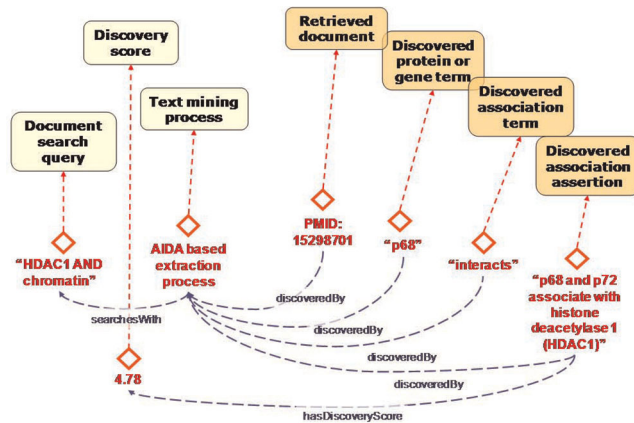 Discovery
score
Retrieved
document
Discovered
protein or
gene term
Text mining
process
Discovered
association
term
Document
search
query
Discovered
association
assertion
"HDAC1 AND
chromatin"
AIDA based
extraction
process
PMID:
15298701
"p68"
"interacts"
"p68 and p72
associate with
histone
deacetylase 1
(HDAC1)"
searchesWith
discoveredBy
discoveredBy
discoveredBy
discoveredBy
4.78
hasDiscoveryScore